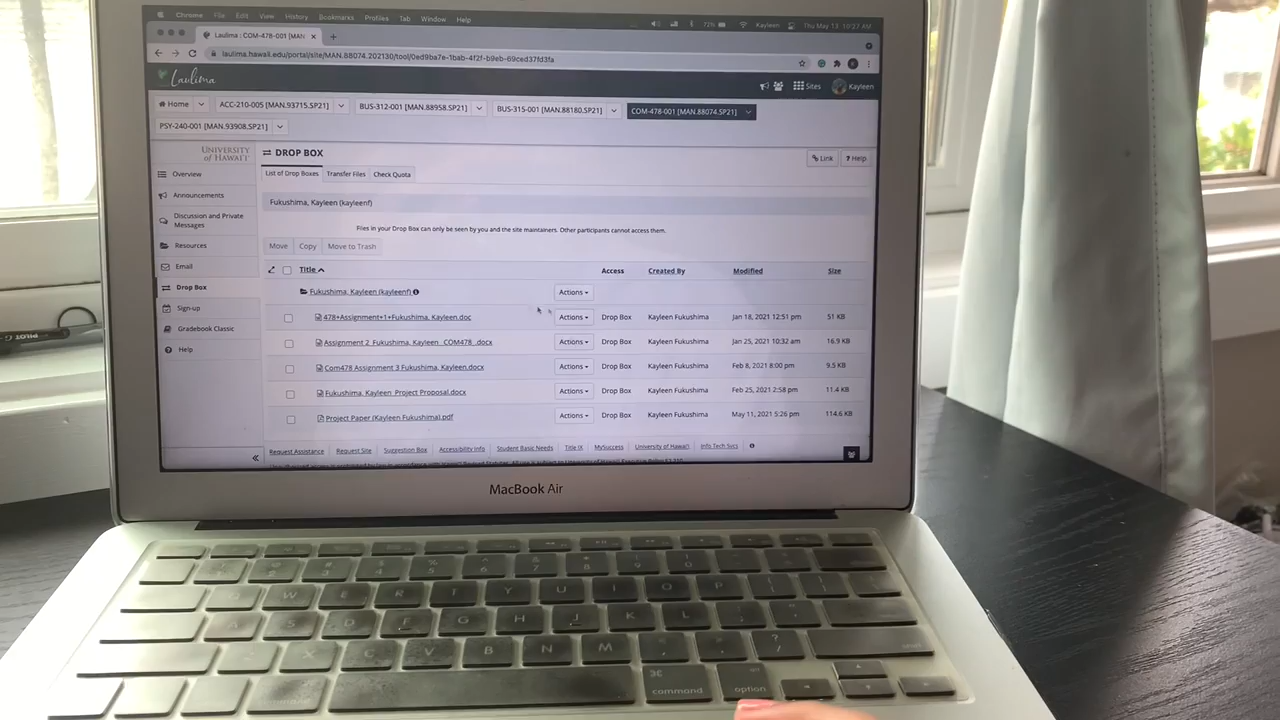 Chrome File Edit View History Bookmarks Profiles Tab Window Help 72% Kayleen Thu May 13 10:27 AM
Laulima : COM-478-001 [MAN
laulima.hawaii.edu/portal/site/MAN.88074.202130/tool/0ed9ba7e-1bab-4f2f-b9eb-69ced37fd3fa
Laulima Sites Kayleen
Home ACC-210-005 [MAN.93715.SP21] BUS-312-001 [MAN.88958.SP21] BUS-315-001 [MAN.88180.SP21] COM-478-001 [MAN.88074.SP21]
PSY-240-001 [MAN.93908.SP21]
UNIVERSITY
of HAWAI'I
DROP BOX Link ? Help
Overview
Announcements
Discussion and Private
Messages
Resources
Email
Drop Box
Sign-up
Gradebook Classic
Help
List of Drop Boxes Transfer Files Check Quota
Fukushima, Kayleen (kayleenf)
Files in your Drop Box can only be seen by you and the site maintainers. Other participants cannot access them.
Move Copy Move to Trash
Title Access Created By Modified Size
Fukushima, Kayleen (kayleenf) Actions
478+Assignment+1+Fukushima, Kayleen.doc Actions Drop Box Kayleen Fukushima Jan 18, 2021 12:51 pm 51 KB
Assignment 2_Fukushima, Kayleen_ COM478_.docx Actions Drop Box Kayleen Fukushima Jan 25, 2021 10:32 am 16.9 KB
Com478 Assignment 3 Fukushima, Kayleen.docx Actions Drop Box Kayleen Fukushima Feb 8, 2021 8:00 pm 9.5 KB
Fukushima, Kayleen_Project Proposal.docx Actions Drop Box Kayleen Fukushima Feb 25, 2021 2:58 pm 11.4 KB
Project Paper (Kayleen Fukushima).pdf Actions Drop Box Kayleen Fukushima May 11, 2021 5:26 pm 114.6 KB
Request Assistance Request Site Suggestion Box Accessibility Info Student Basic Needs Title IX MySuccess University of Hawai'i Info Tech Svcs
MacBook Air
Q W E R T Y U I O P
A S D F G H J K L
C V B N M
command option